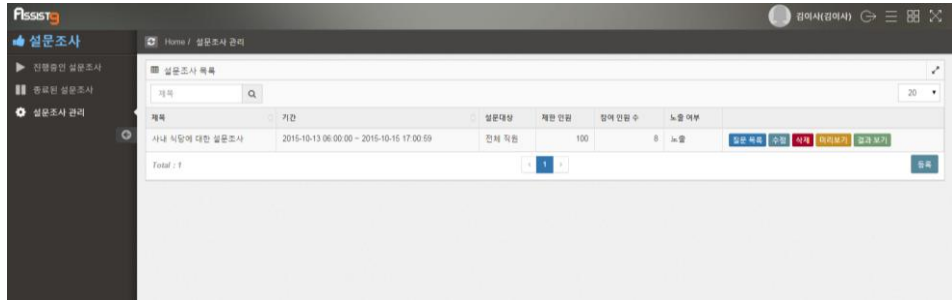 Assist9
김이사(김이사)
설문조사
Home / 설문조사 관리
진행중인 설문조사
종료된 설문조사
설문조사 관리
설문조사 목록
제목
20
제목 기간 설문대상 제한 인원 참여 인원 수 노출 여부
사내 식당에 대한 설문조사 2015-10-13 06:00:00 ~ 2015-10-15 17:00:59 전체 직원 100 8 노출 질문 목록 수정 삭제 미리보기 결과 보기
Total : 1 1 등록